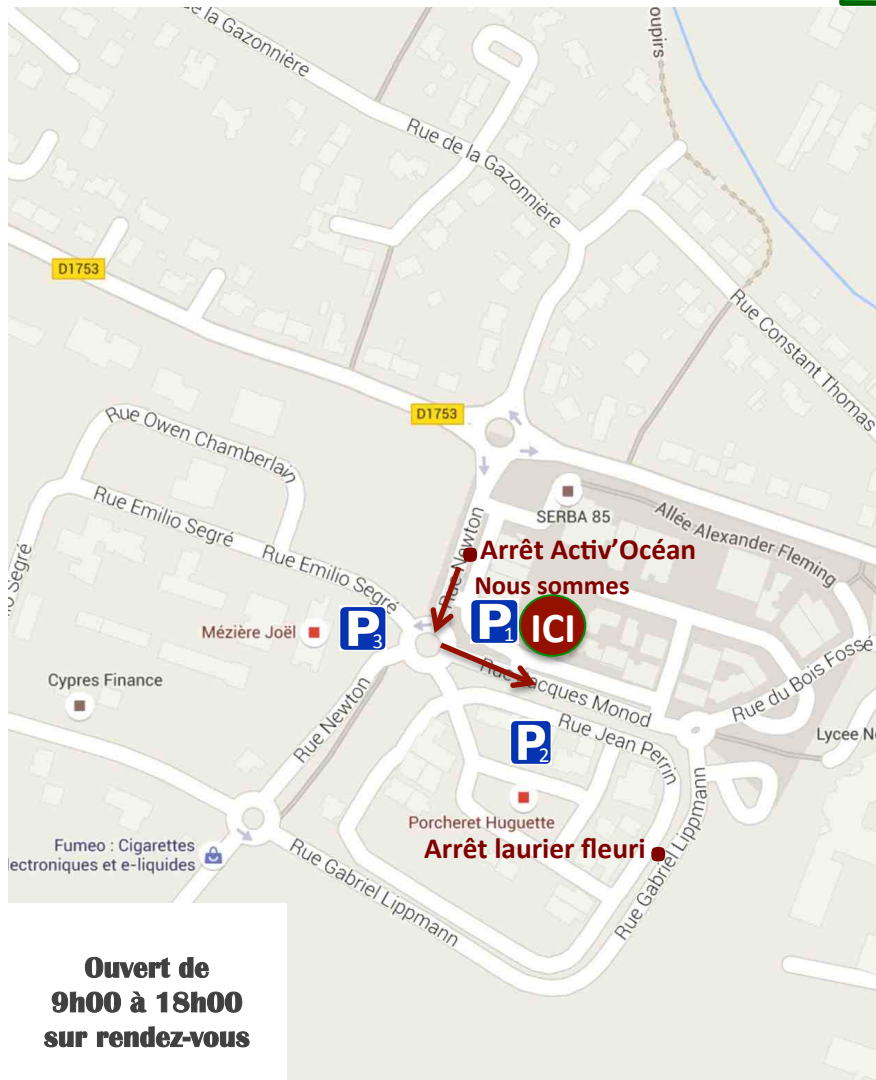 de la Gazonnière
oupirs
Rue de la Gazonnière
D1753
Rue Constant Thomas
D1753
Rue Owen Chamberlain
Rue Emilio Segré
SERBA 85
Allée Alexander Fleming
Rue Newton
Arrêt Activ'Océan
Rue Emilio Segré
o Segré
Nous sommes
Mézière Joël
P3
P1
ICI
Rue du Bois Fossé
Cypres Finance
Rue Jacques Monod
Rue Newton
Rue Jean Perrin
Lycee No
P2
Porcheret Huguette
Fumeo : Cigarettes
lectroniques et e-liquides
Arrêt laurier fleuri
Rue Gabriel Lippmann
Rue Gabriel Lippmann
Ouvert de
9h00 à 18h00
sur rendez-vous